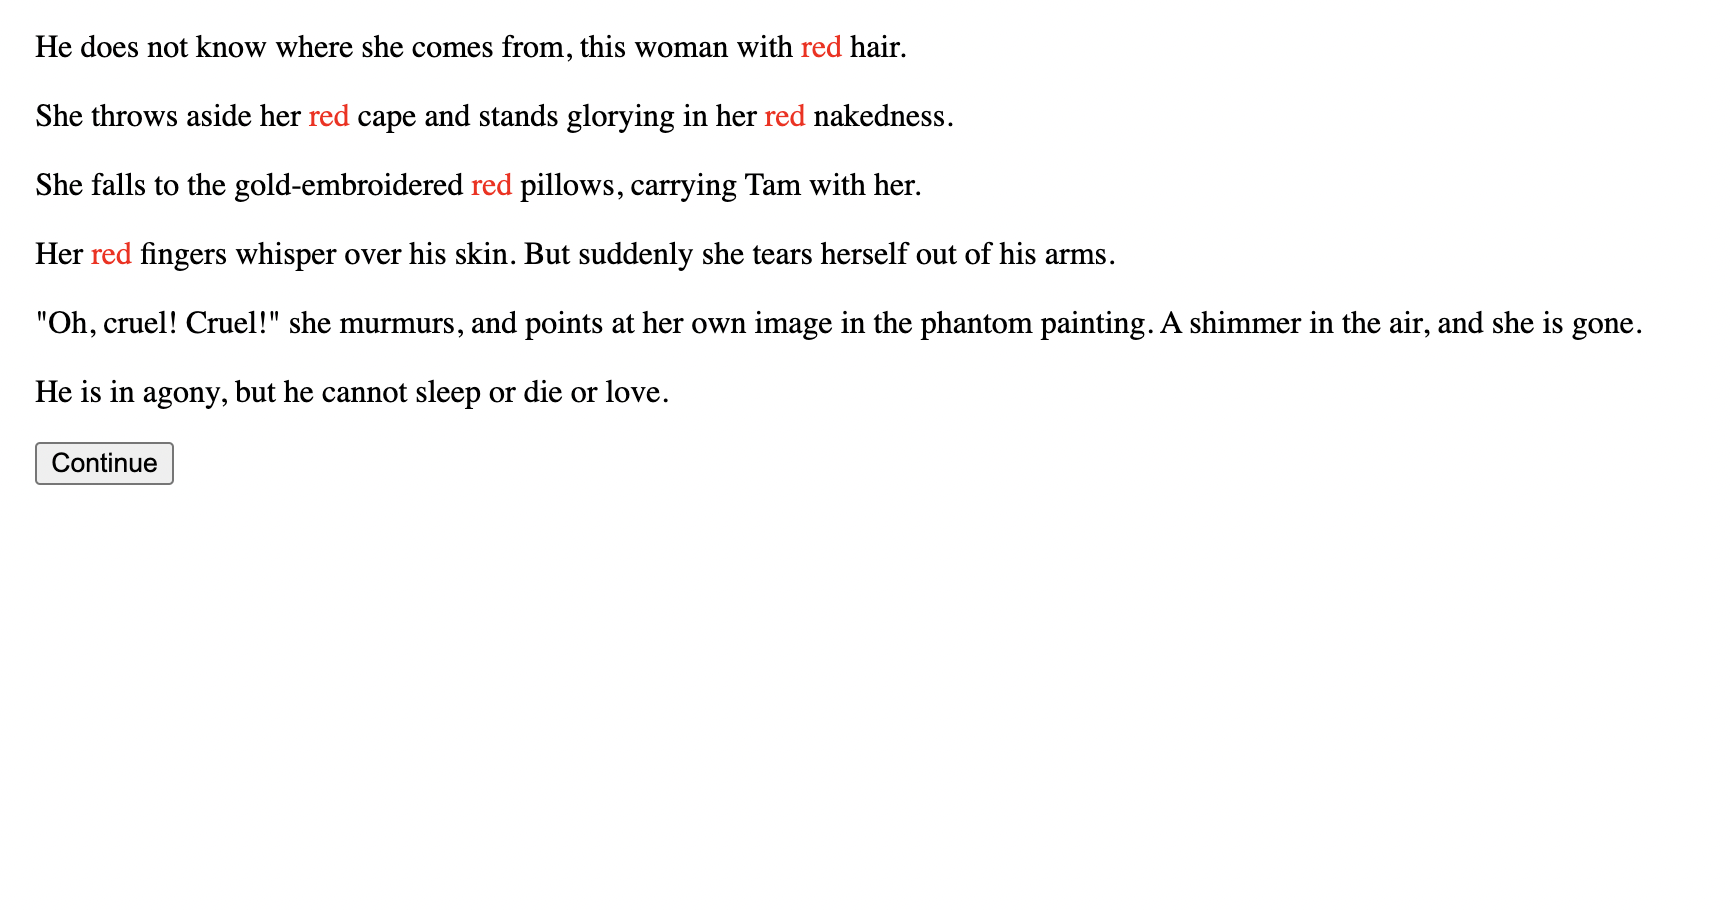 He does not know where she comes from, this woman with red hair.
She throws aside her red cape and stands glorying in her red nakedness.
She falls to the gold-embroidered red pillows, carrying Tam with her.
Her red fingers whisper over his skin. But suddenly she tears herself out of his arms.
"Oh, cruel! Cruel!" she murmurs, and points at her own image in the phantom painting. A shimmer in the air, and she is gone.
He is in agony, but he cannot sleep or die or love.
Continue